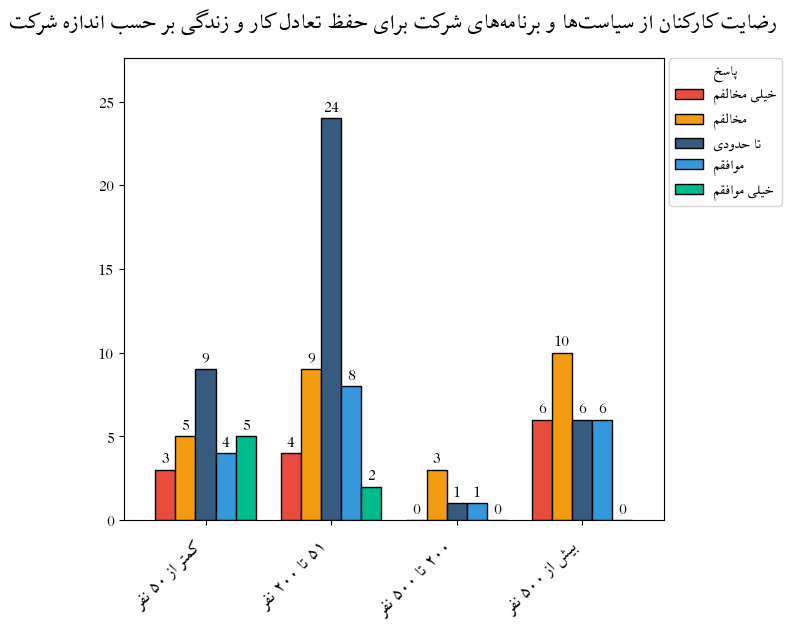 رضایت کارکنان از سیاست‌ها و برنامه‌های شرکت برای حفظ تعادل کار و زندگی بر حسب اندازه شرکت
پاسخ
خیلی مخالفم
مخالفم
تا حدودی
موافقم
خیلی موافقم
25
20
15
10
5
0
3
5
9
4
5
4
9
24
8
2
0
3
1
1
0
6
10
6
6
0
کمتر از ۵۰ نفر
۵۱ تا ۲۰۰ نفر
۲۰۰ تا ۵۰۰ نفر
بیش از ۵۰۰ نفر